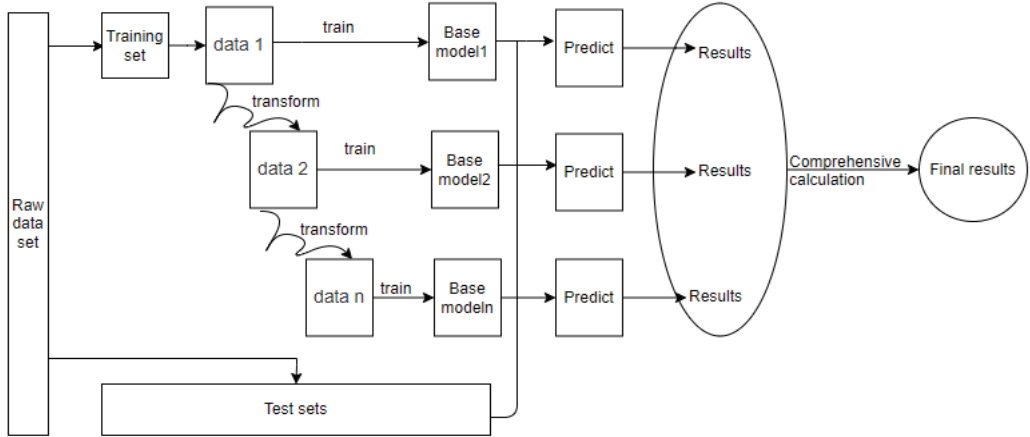 Training
set
data 1
train
Base
model1
Predict
Results
transform
data 2
train
Base
model2
Predict
Results
Comprehensive
calculation
Final results
Raw
data
set
transform
data n
train
Base
modeln
Predict
Results
Test sets